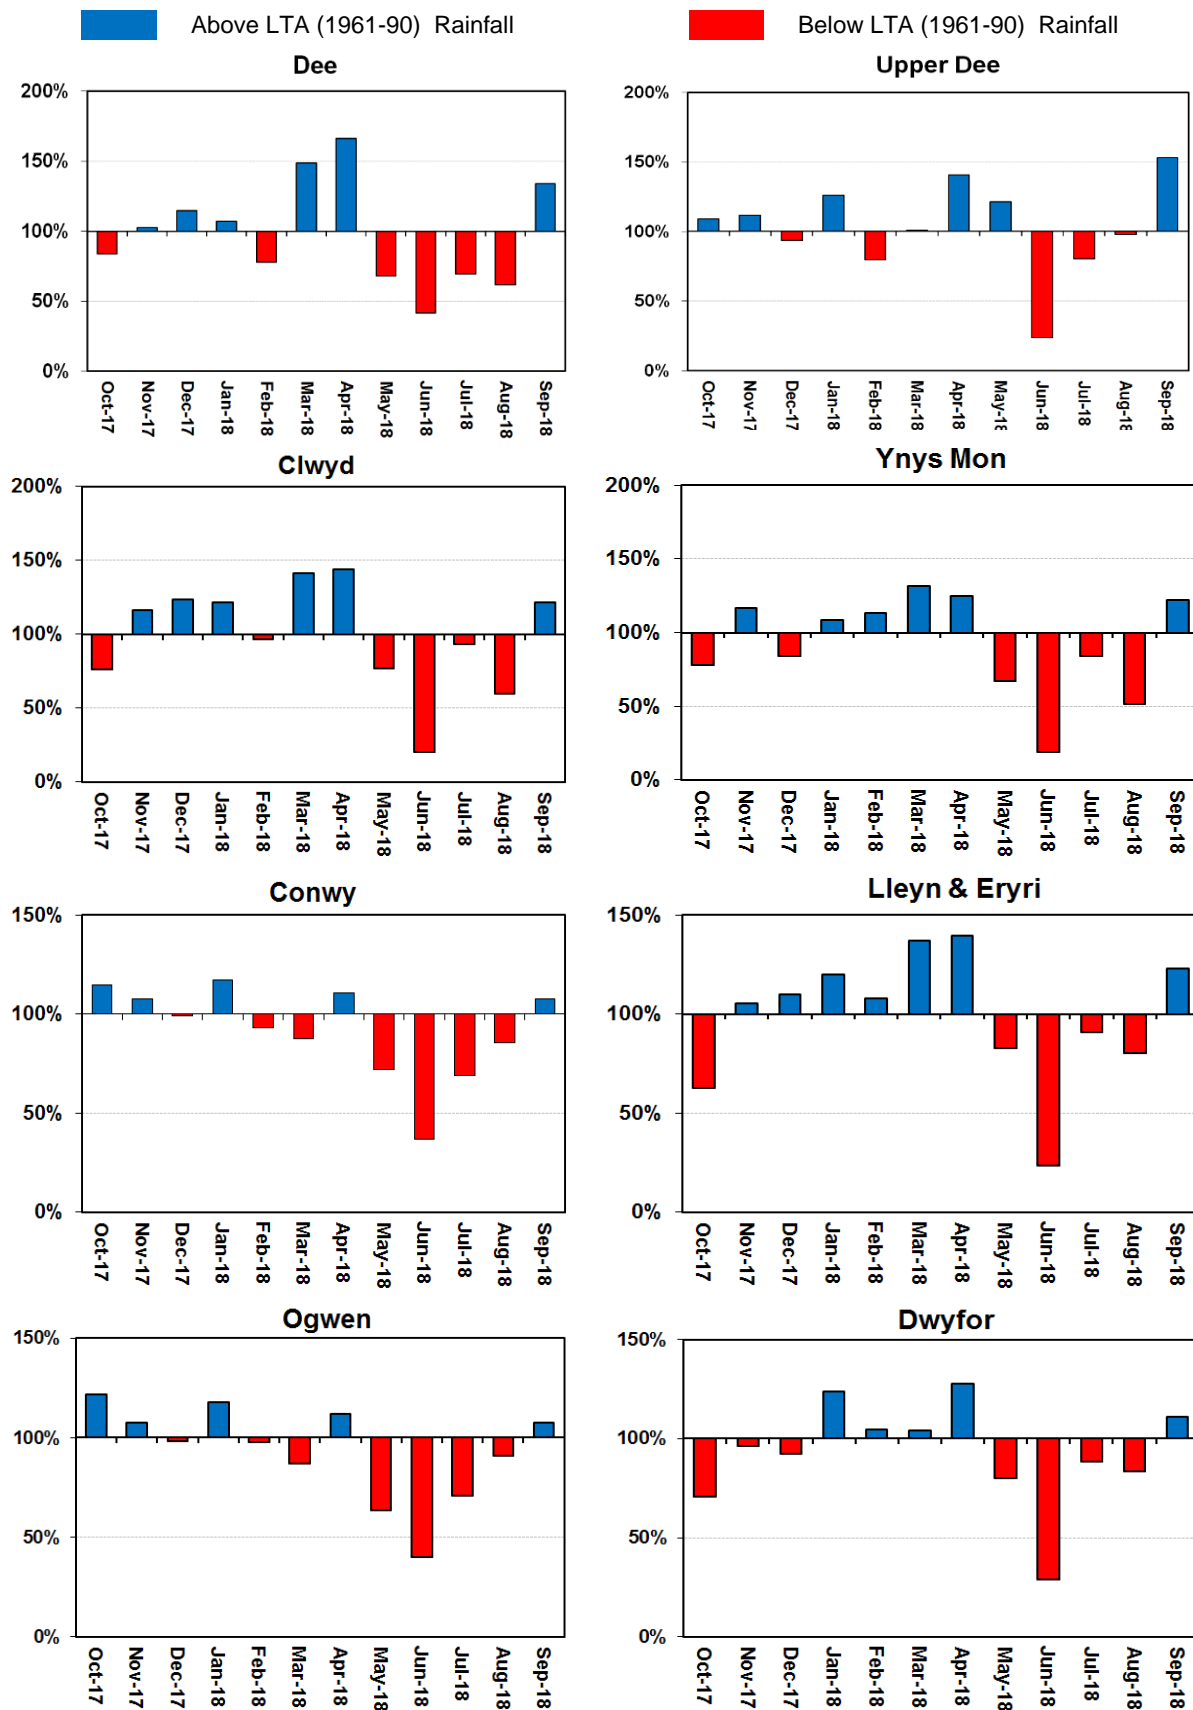 Above LTA (1961-90) Rainfall
Below LTA (1961-90) Rainfall
Dee
200%
150%
100%
50%
0%
Oct-17
Nov-17
Dec-17
Jan-18
Feb-18
Mar-18
Apr-18
May-18
Jun-18
Jul-18
Aug-18
Sep-18
Upper Dee
200%
150%
100%
50%
0%
Oct-17
Nov-17
Dec-17
Jan-18
Feb-18
Mar-18
Apr-18
May-18
Jun-18
Jul-18
Aug-18
Sep-18
Clwyd
200%
150%
100%
50%
0%
Oct-17
Nov-17
Dec-17
Jan-18
Feb-18
Mar-18
Apr-18
May-18
Jun-18
Jul-18
Aug-18
Sep-18
Ynys Mon
200%
150%
100%
50%
0%
Oct-17
Nov-17
Dec-17
Jan-18
Feb-18
Mar-18
Apr-18
May-18
Jun-18
Jul-18
Aug-18
Sep-18
Conwy
150%
100%
50%
0%
Oct-17
Nov-17
Dec-17
Jan-18
Feb-18
Mar-18
Apr-18
May-18
Jun-18
Jul-18
Aug-18
Sep-18
Lleyn & Eryri
150%
100%
50%
0%
Oct-17
Nov-17
Dec-17
Jan-18
Feb-18
Mar-18
Apr-18
May-18
Jun-18
Jul-18
Aug-18
Sep-18
Ogwen
150%
100%
50%
0%
Oct-17
Nov-17
Dec-17
Jan-18
Feb-18
Mar-18
Apr-18
May-18
Jun-18
Jul-18
Aug-18
Sep-18
Dwyfor
150%
100%
50%
0%
Oct-17
Nov-17
Dec-17
Jan-18
Feb-18
Mar-18
Apr-18
May-18
Jun-18
Jul-18
Aug-18
Sep-18